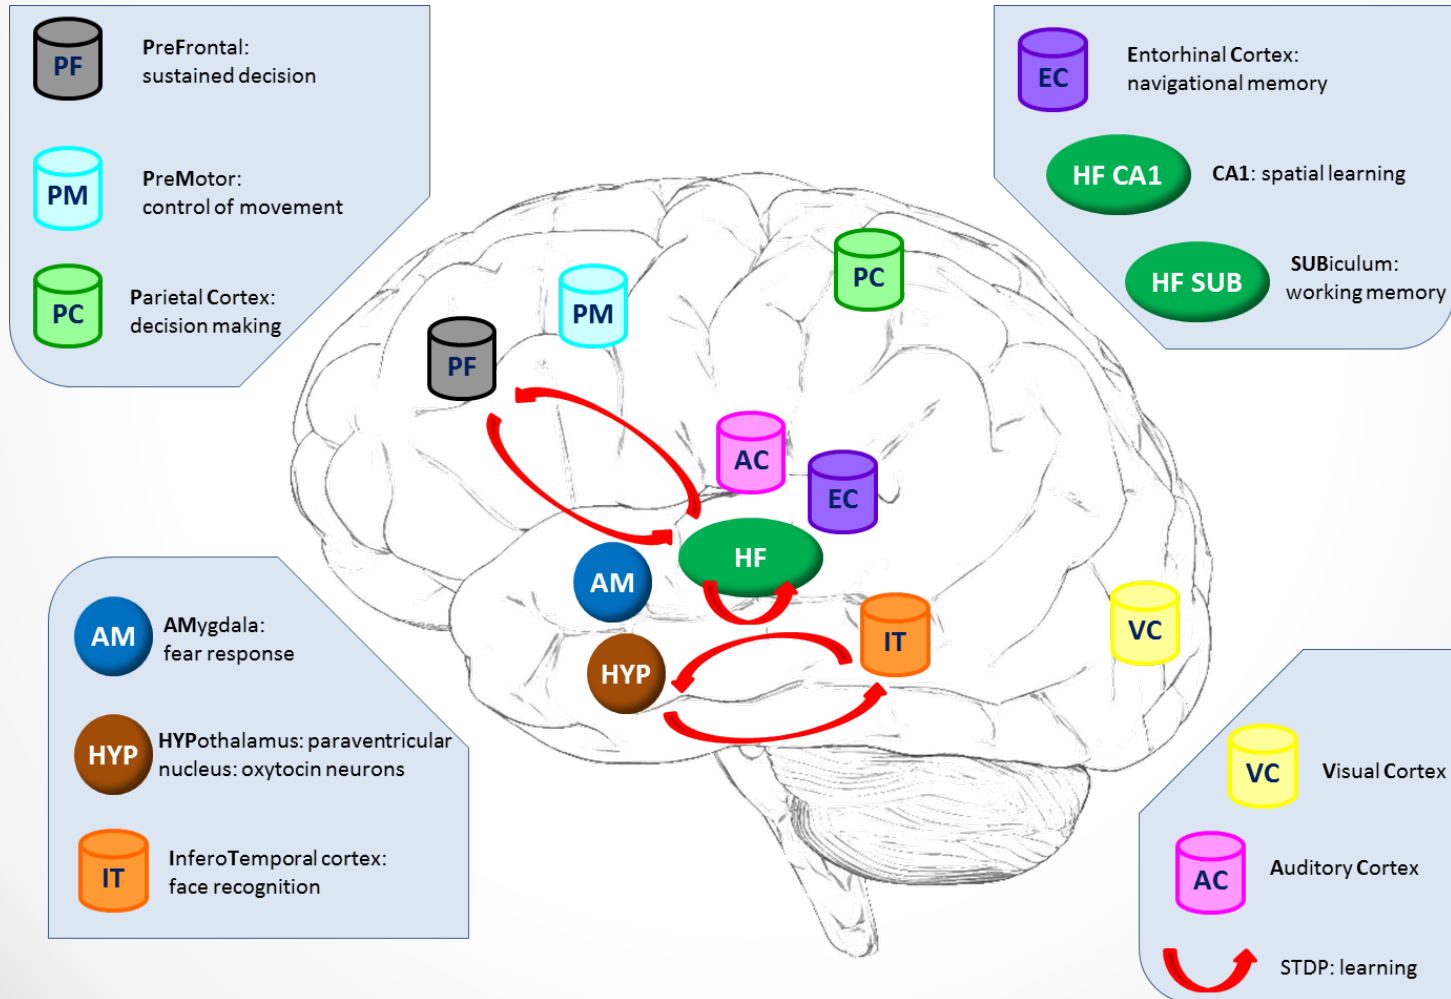 PF
PreFrontal:
sustained decision
PM
PreMotor:
control of movement
PC
Parietal Cortex:
decision making
EC
Entorhinal Cortex:
navigational memory
HF CA1
CA1: spatial learning
HF SUB
SUBiculum:
working memory
PC
PM
PF
AC
EC
HF
AM
IT
VC
HYP
AM
AMygdala:
fear response
HYP
HYPothalamus: paraventricular
nucleus: oxytocin neurons
IT
InferoTemporal cortex:
face recognition
VC
Visual Cortex
AC
Auditory Cortex
STDP: learning